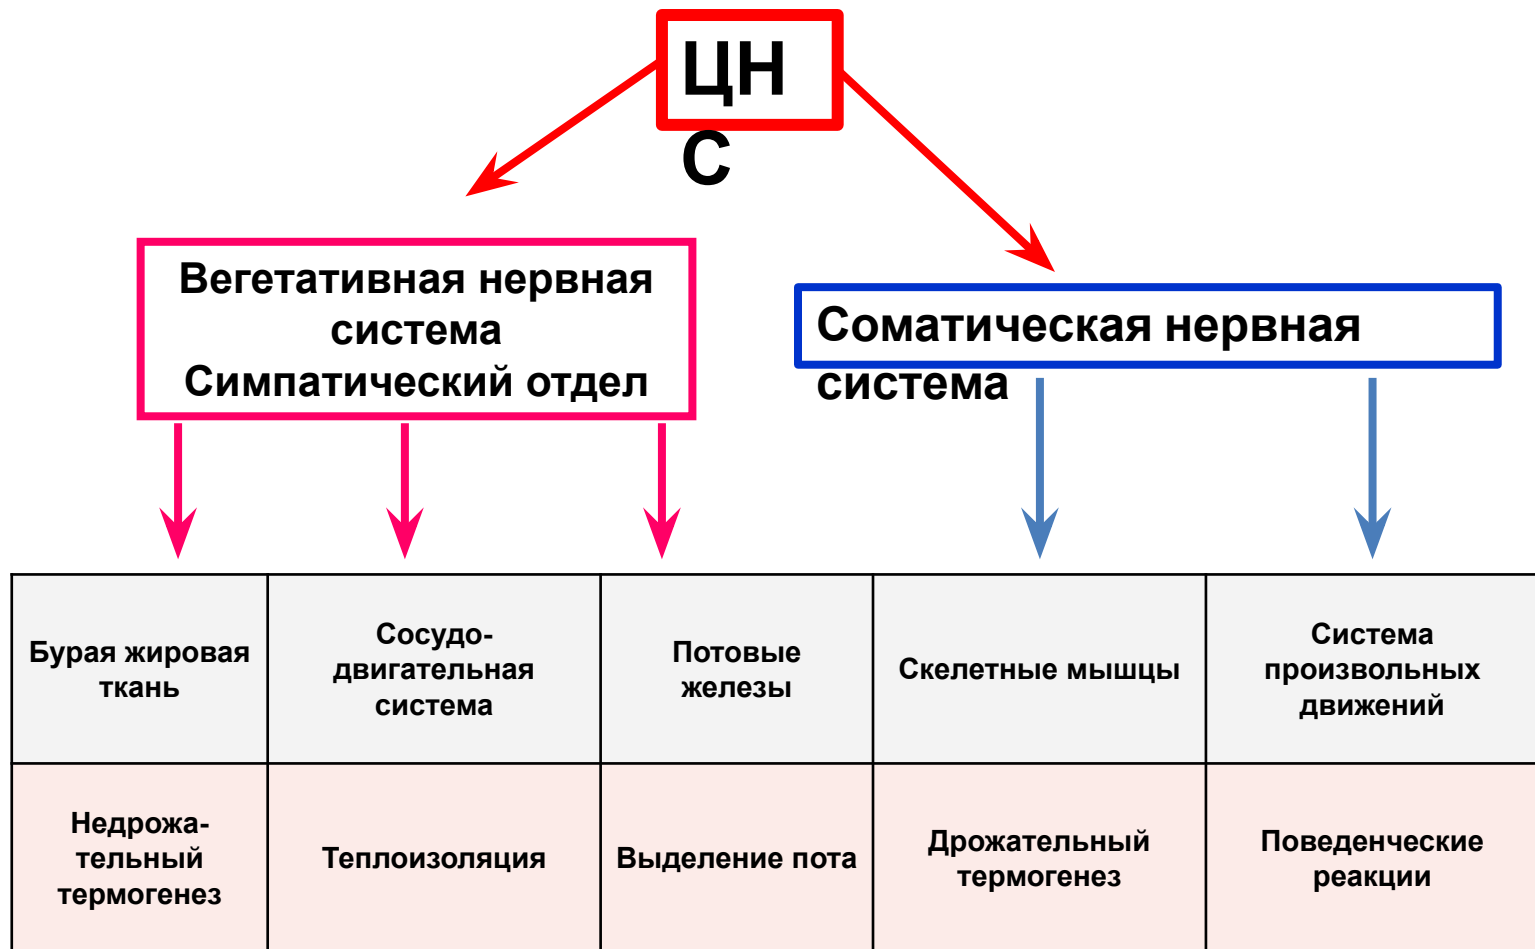 ЦН
С
Вегетативная нервная
система
Симпатический отдел
Соматическая нервная
система
Бурая жировая
ткань
Сосудо-
двигательная
система
Потовые
железы
Скелетные мышцы
Система
произвольных
движений
Недрожа-
тельный
термогенез
Теплоизоляция
Выделение пота
Дрожательный
термогенез
Поведенческие
реакции